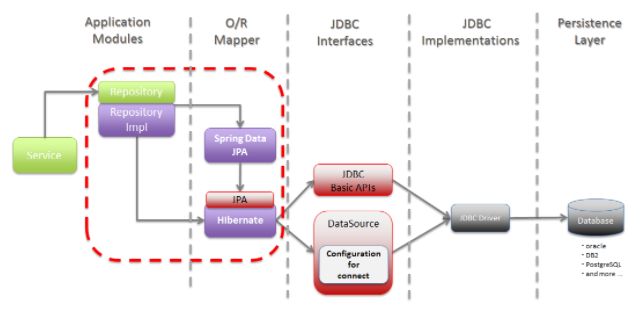 Application
Modules
O/R
Mapper
JDBC
Interfaces
JDBC
Implementations
Persistence
Layer
Repository
Repository
Impl
Service
Spring Data
JPA
JPA
Hibernate
JDBC
Basic APIs
DataSource
Configuration
for
connect
JDBC Driver
Database
- oracle
- DB2
- PostgreSQL
- and more ...